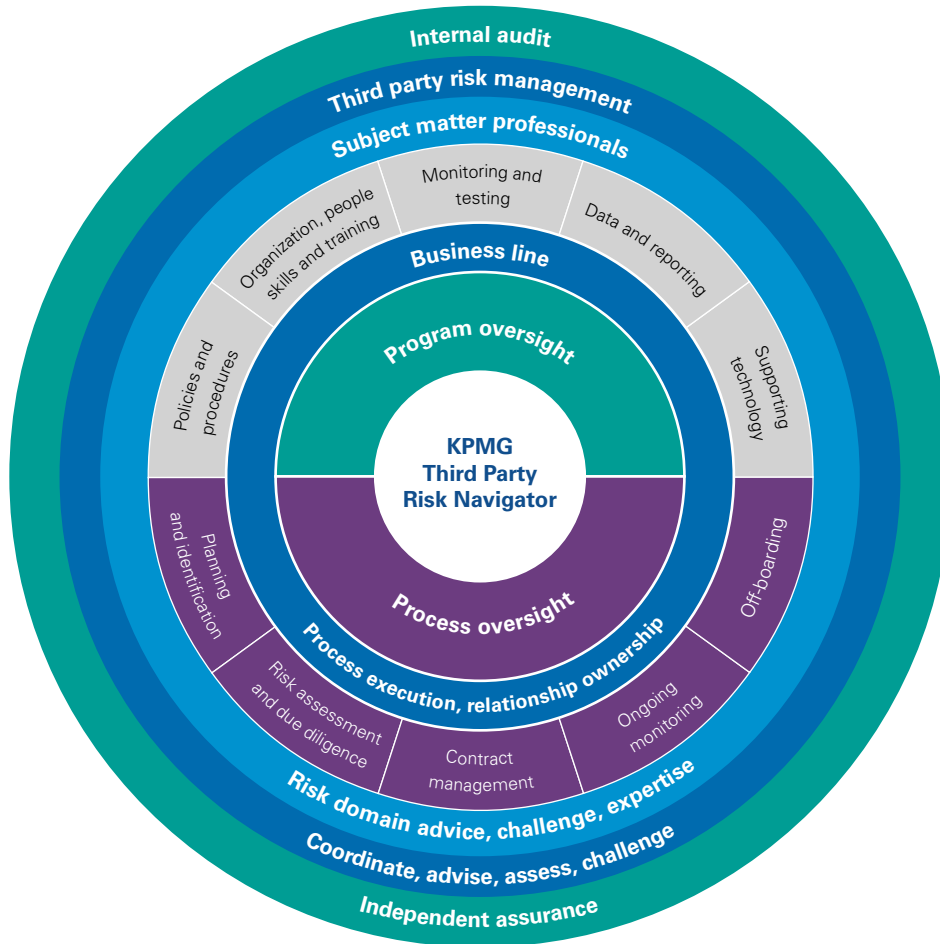 Internal audit
Third party risk management
Subject matter professionals
Monitoring and
testing
Organization, people
skills and training
Data and reporting
Policies and
procedures
Supporting
technology
Business line
Program oversight
KPMG
Third Party
Risk Navigator
Process oversight
Process execution, relationship ownership
Planning
and identification
Risk assessment
and due diligence
Contract
management
Ongoing
monitoring
Off-boarding
Risk domain advice, challenge, expertise
Coordinate, advise, assess, challenge
Independent assurance